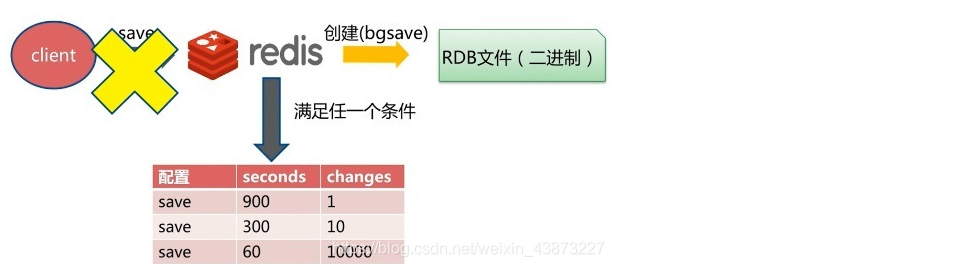 save
创建(bgsave)
client
redis
RDB文件（二进制）
满足任一个条件
配置 seconds changes
save 900 1
save 300 10
save 60 10000
https://blog.csdn.net/weixin_43873227